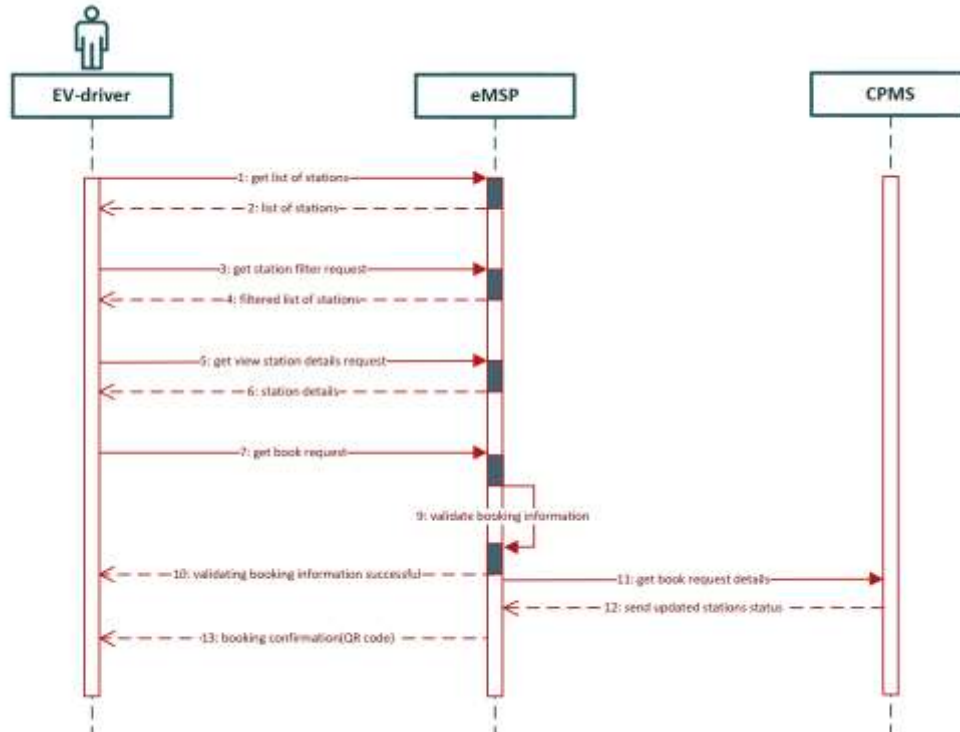 EV-driver
eMSP
CPMS
1: get list of stations
2: list of stations
3: get station filter request
4: filtered list of stations
5: get view station details request
6: station details
7: get book request
9: validate booking information
10: validating booking information successful
11: get book request details
12: send updated stations status
13: booking confirmation(QR code)